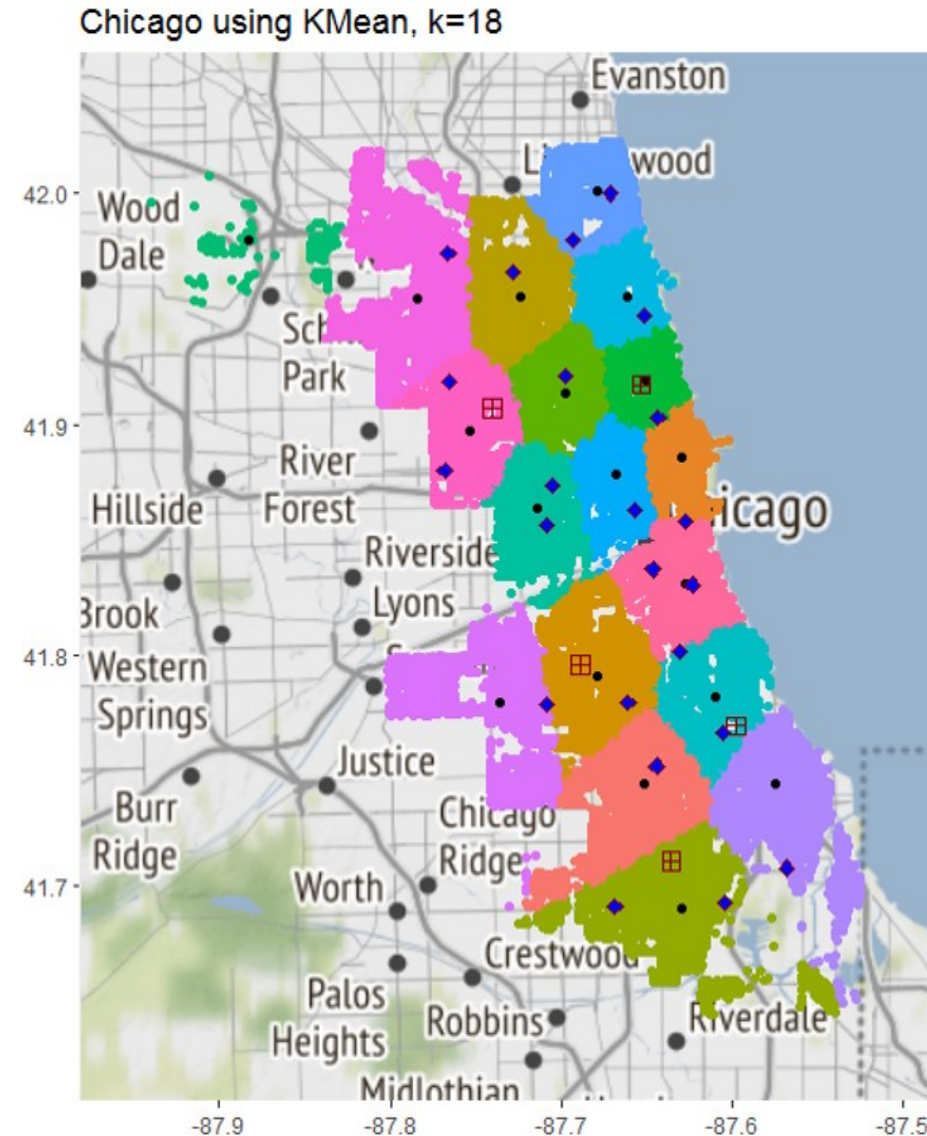 Chicago using KMean, k=18
Evanston
wood
Wood
Dale
Park
River
Forest
Hillside
icago
Riverside
Brook
Lyons
Western
Springs
Justice
Burr
Ridge
Chicago
Ridge
Worth
Crestwood
Palos
Heights
Robbins
Riverdale
Midlothian
42.0
41.9
41.8
41.7
-87.9
-87.8
-87.7
-87.6
-87.5